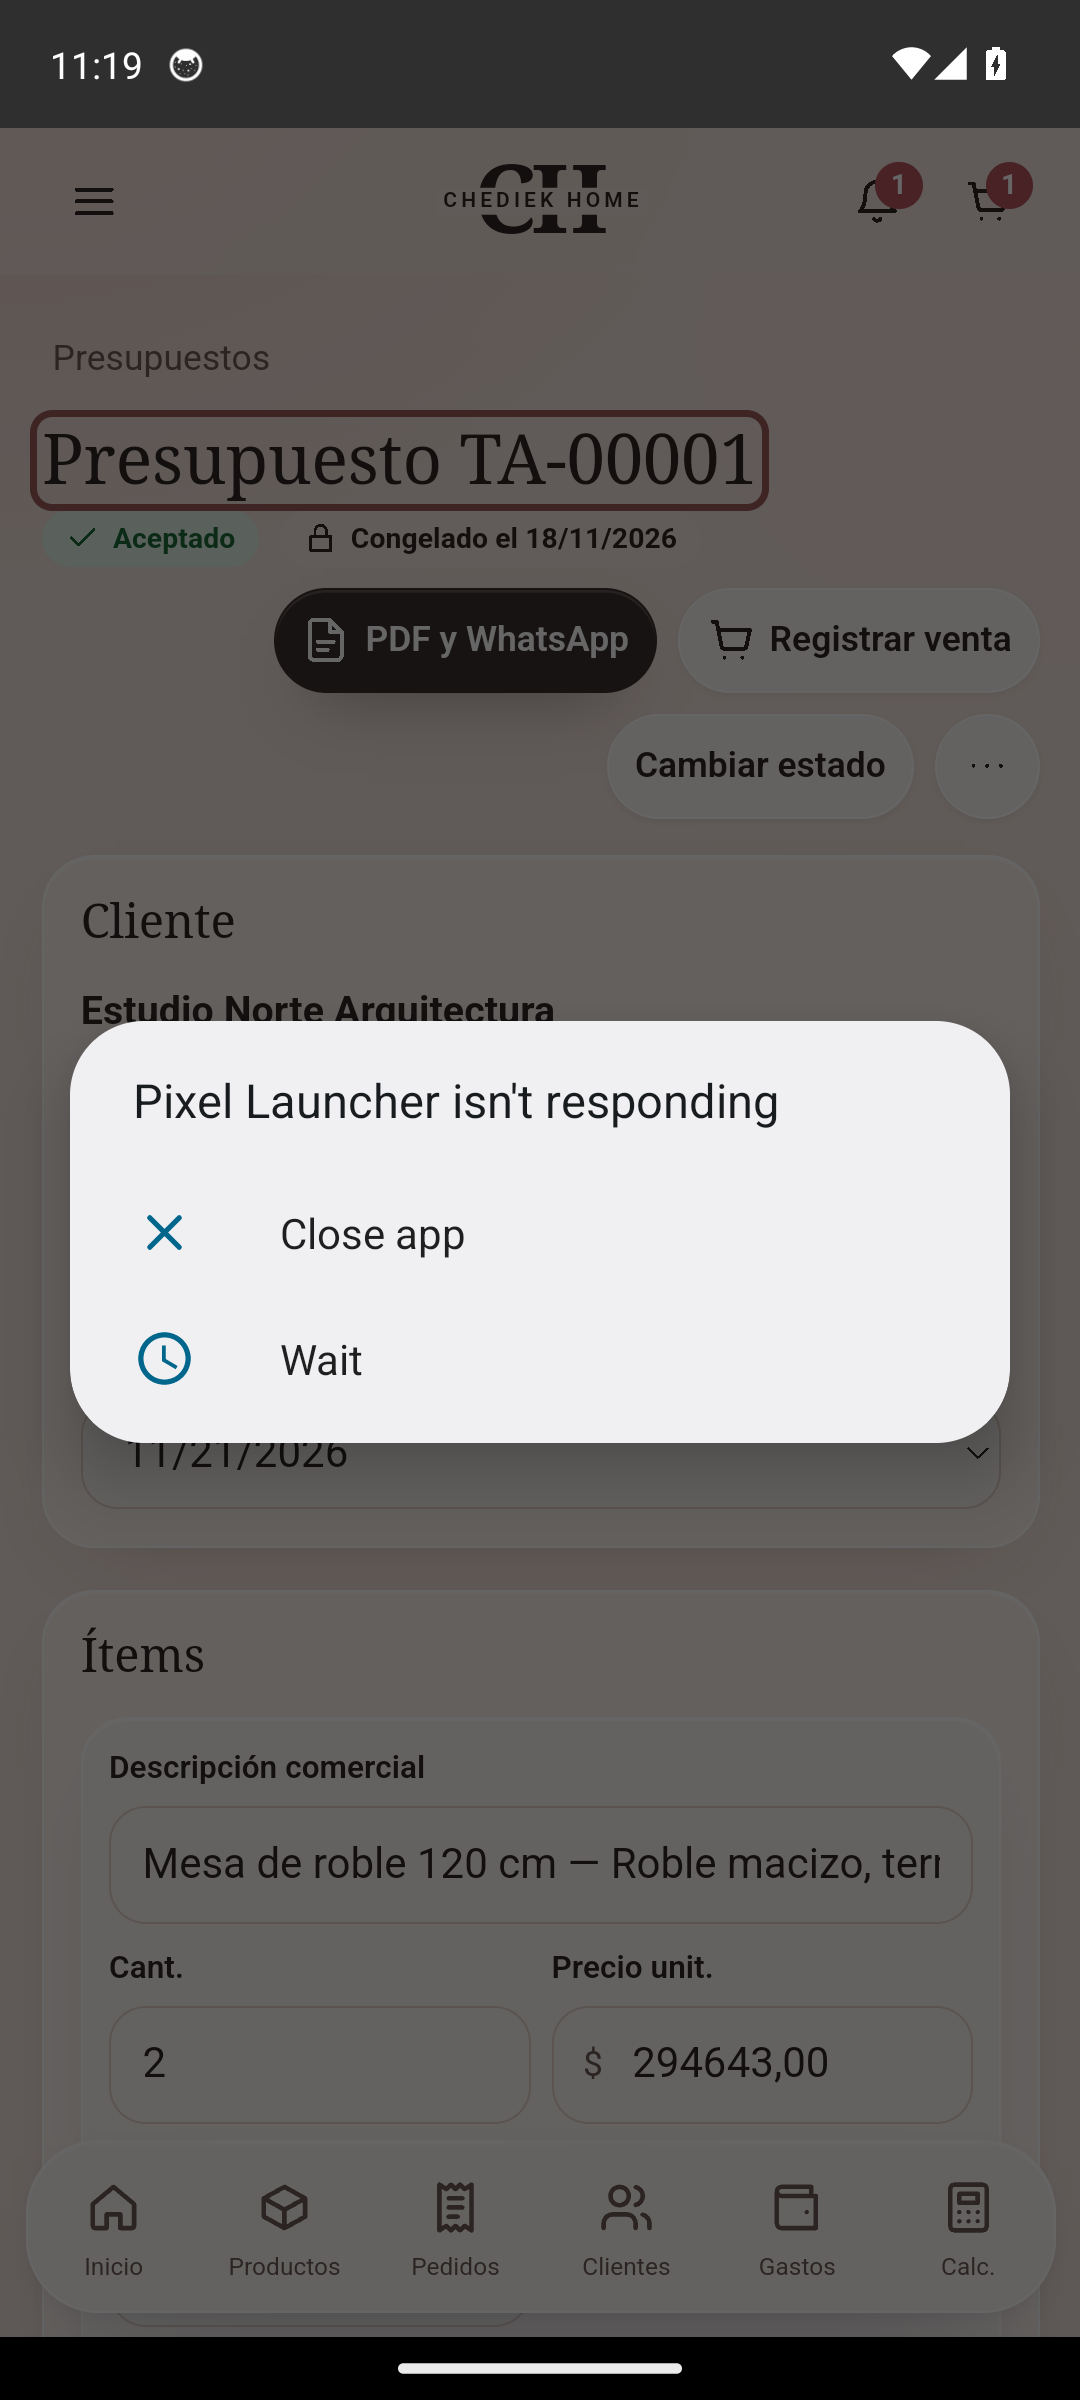 11:19
CH
CHEDIEK HOME
1
1
Presupuestos
Presupuesto TA-00001
Aceptado
Congelado el 18/11/2026
PDF y WhatsApp
Registrar venta
Cambiar estado
...
Cliente
Estudio Norte Arquitectura
Pixel Launcher isn't responding
Close app
Wait
11/21/2026
Ítems
Descripción comercial
Mesa de roble 120 cm — Roble macizo,
Cant.
Precio unit.
2
$ 294643,00
Inicio
Productos
Pedidos
Clientes
Gastos
Calc.